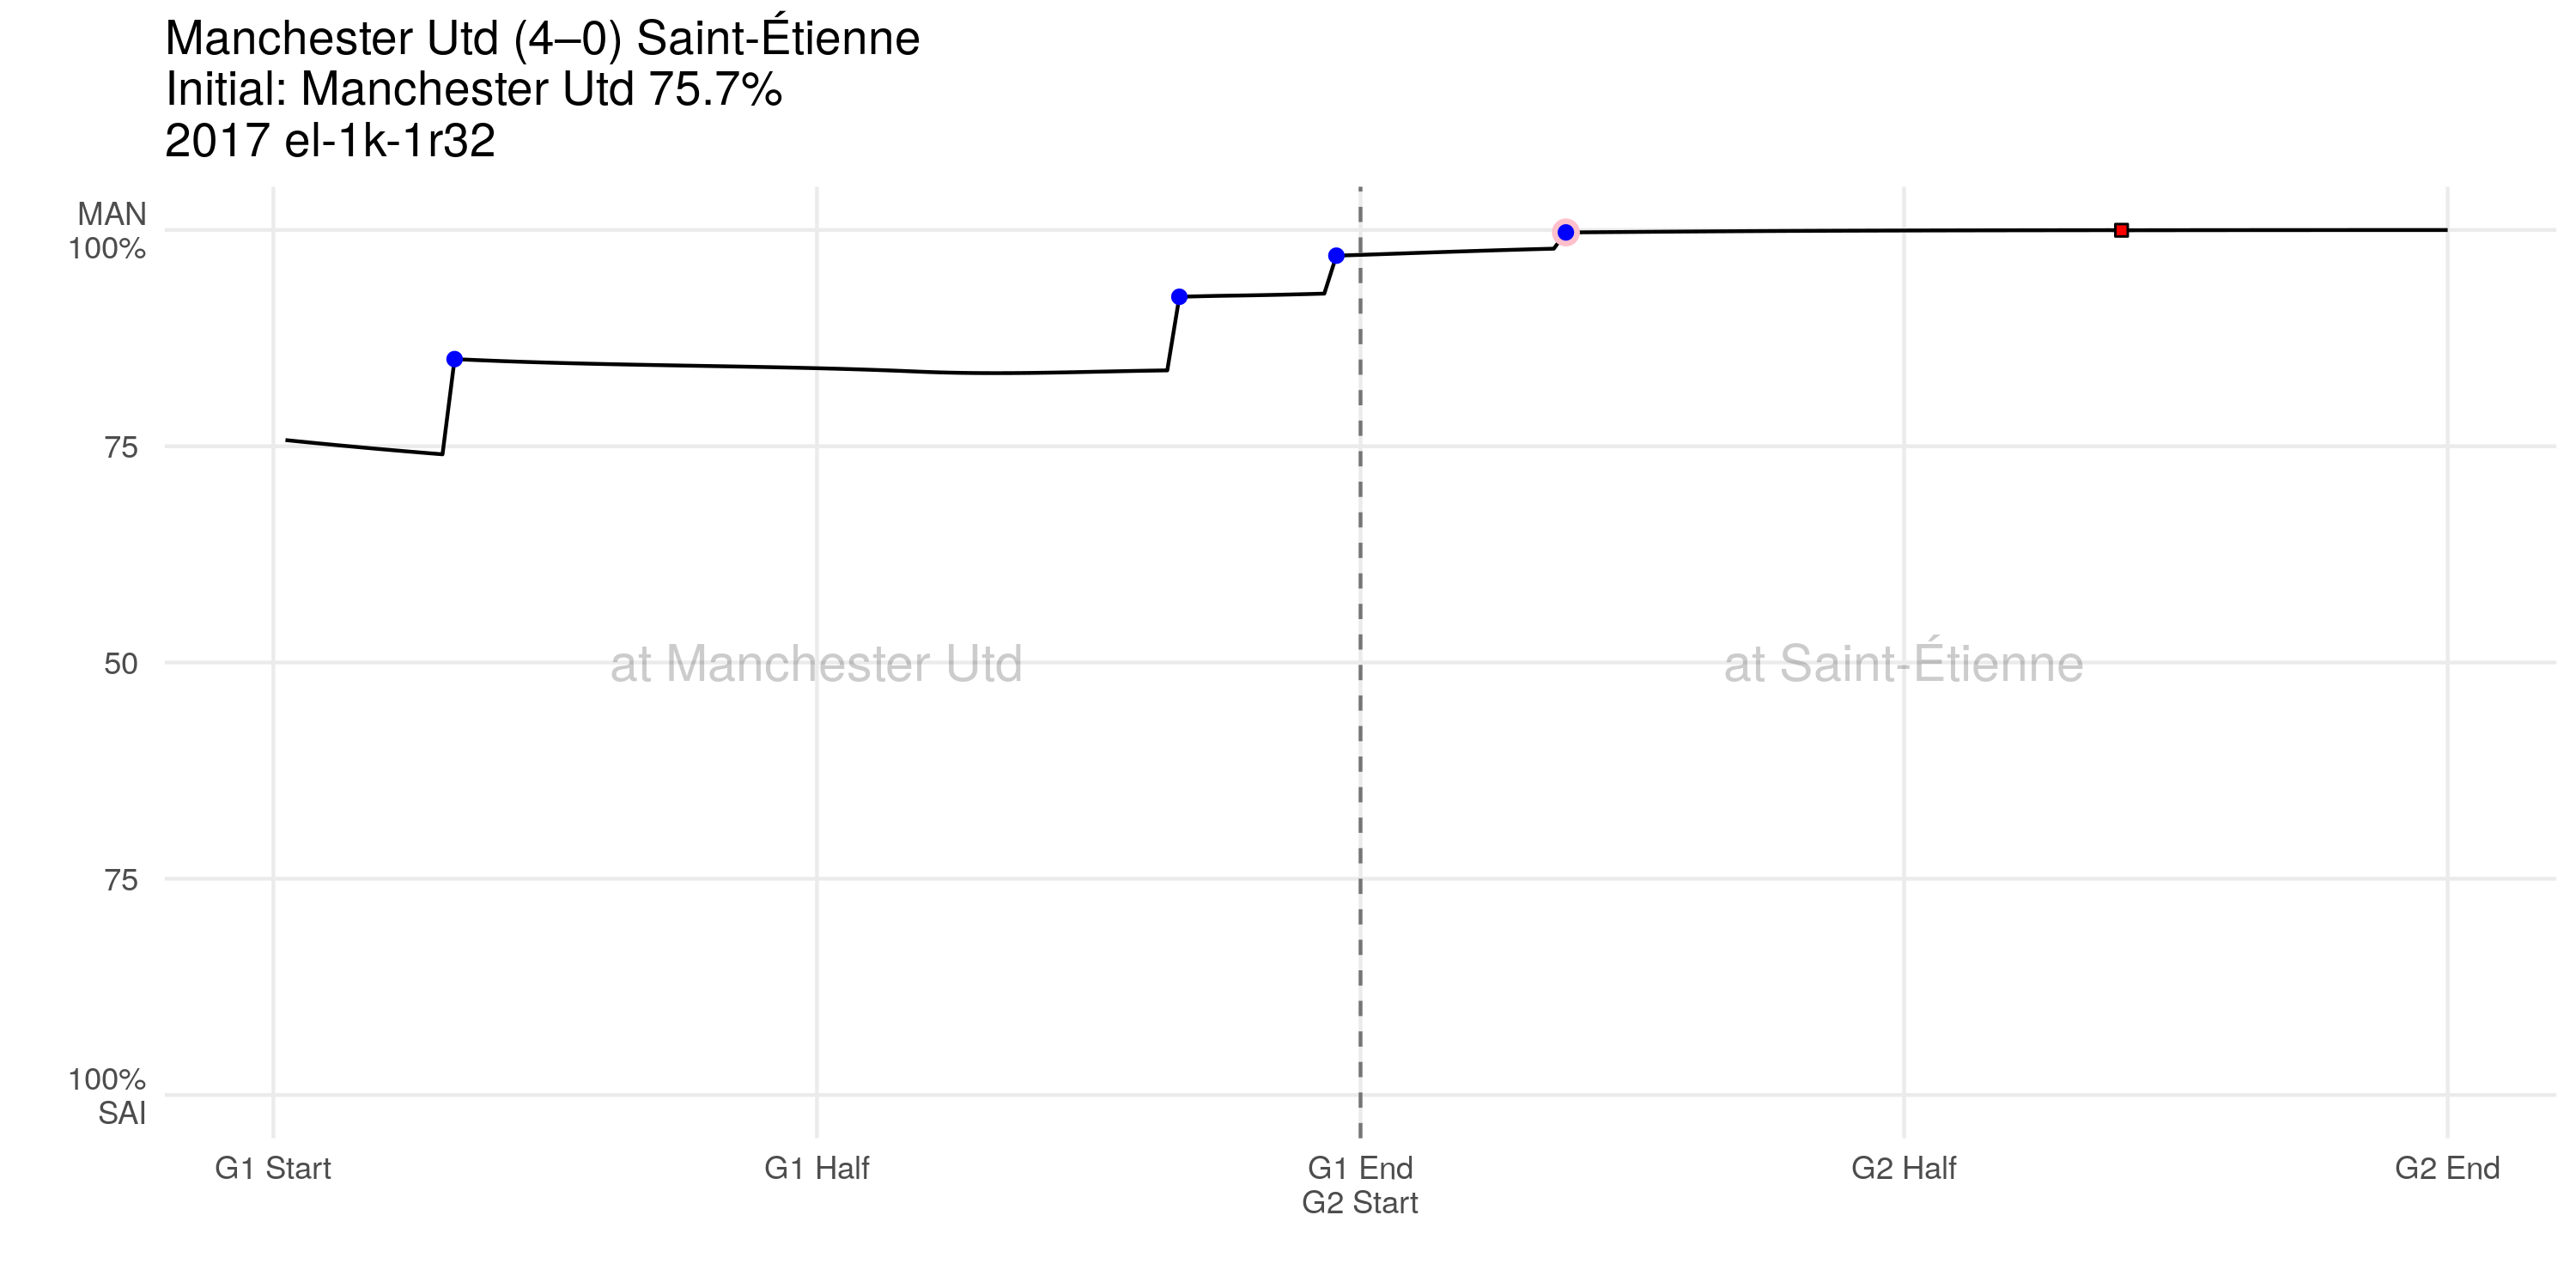 Manchester Utd (4–0) Saint-Étienne
Initial: Manchester Utd 75.7%
2017 el-1k-1r32
MAN
100%
75
50
75
100%
SAI
at Manchester Utd
at Saint-Étienne
G1 Start
G1 Half
G1 End
G2 Start
G2 Half
G2 End